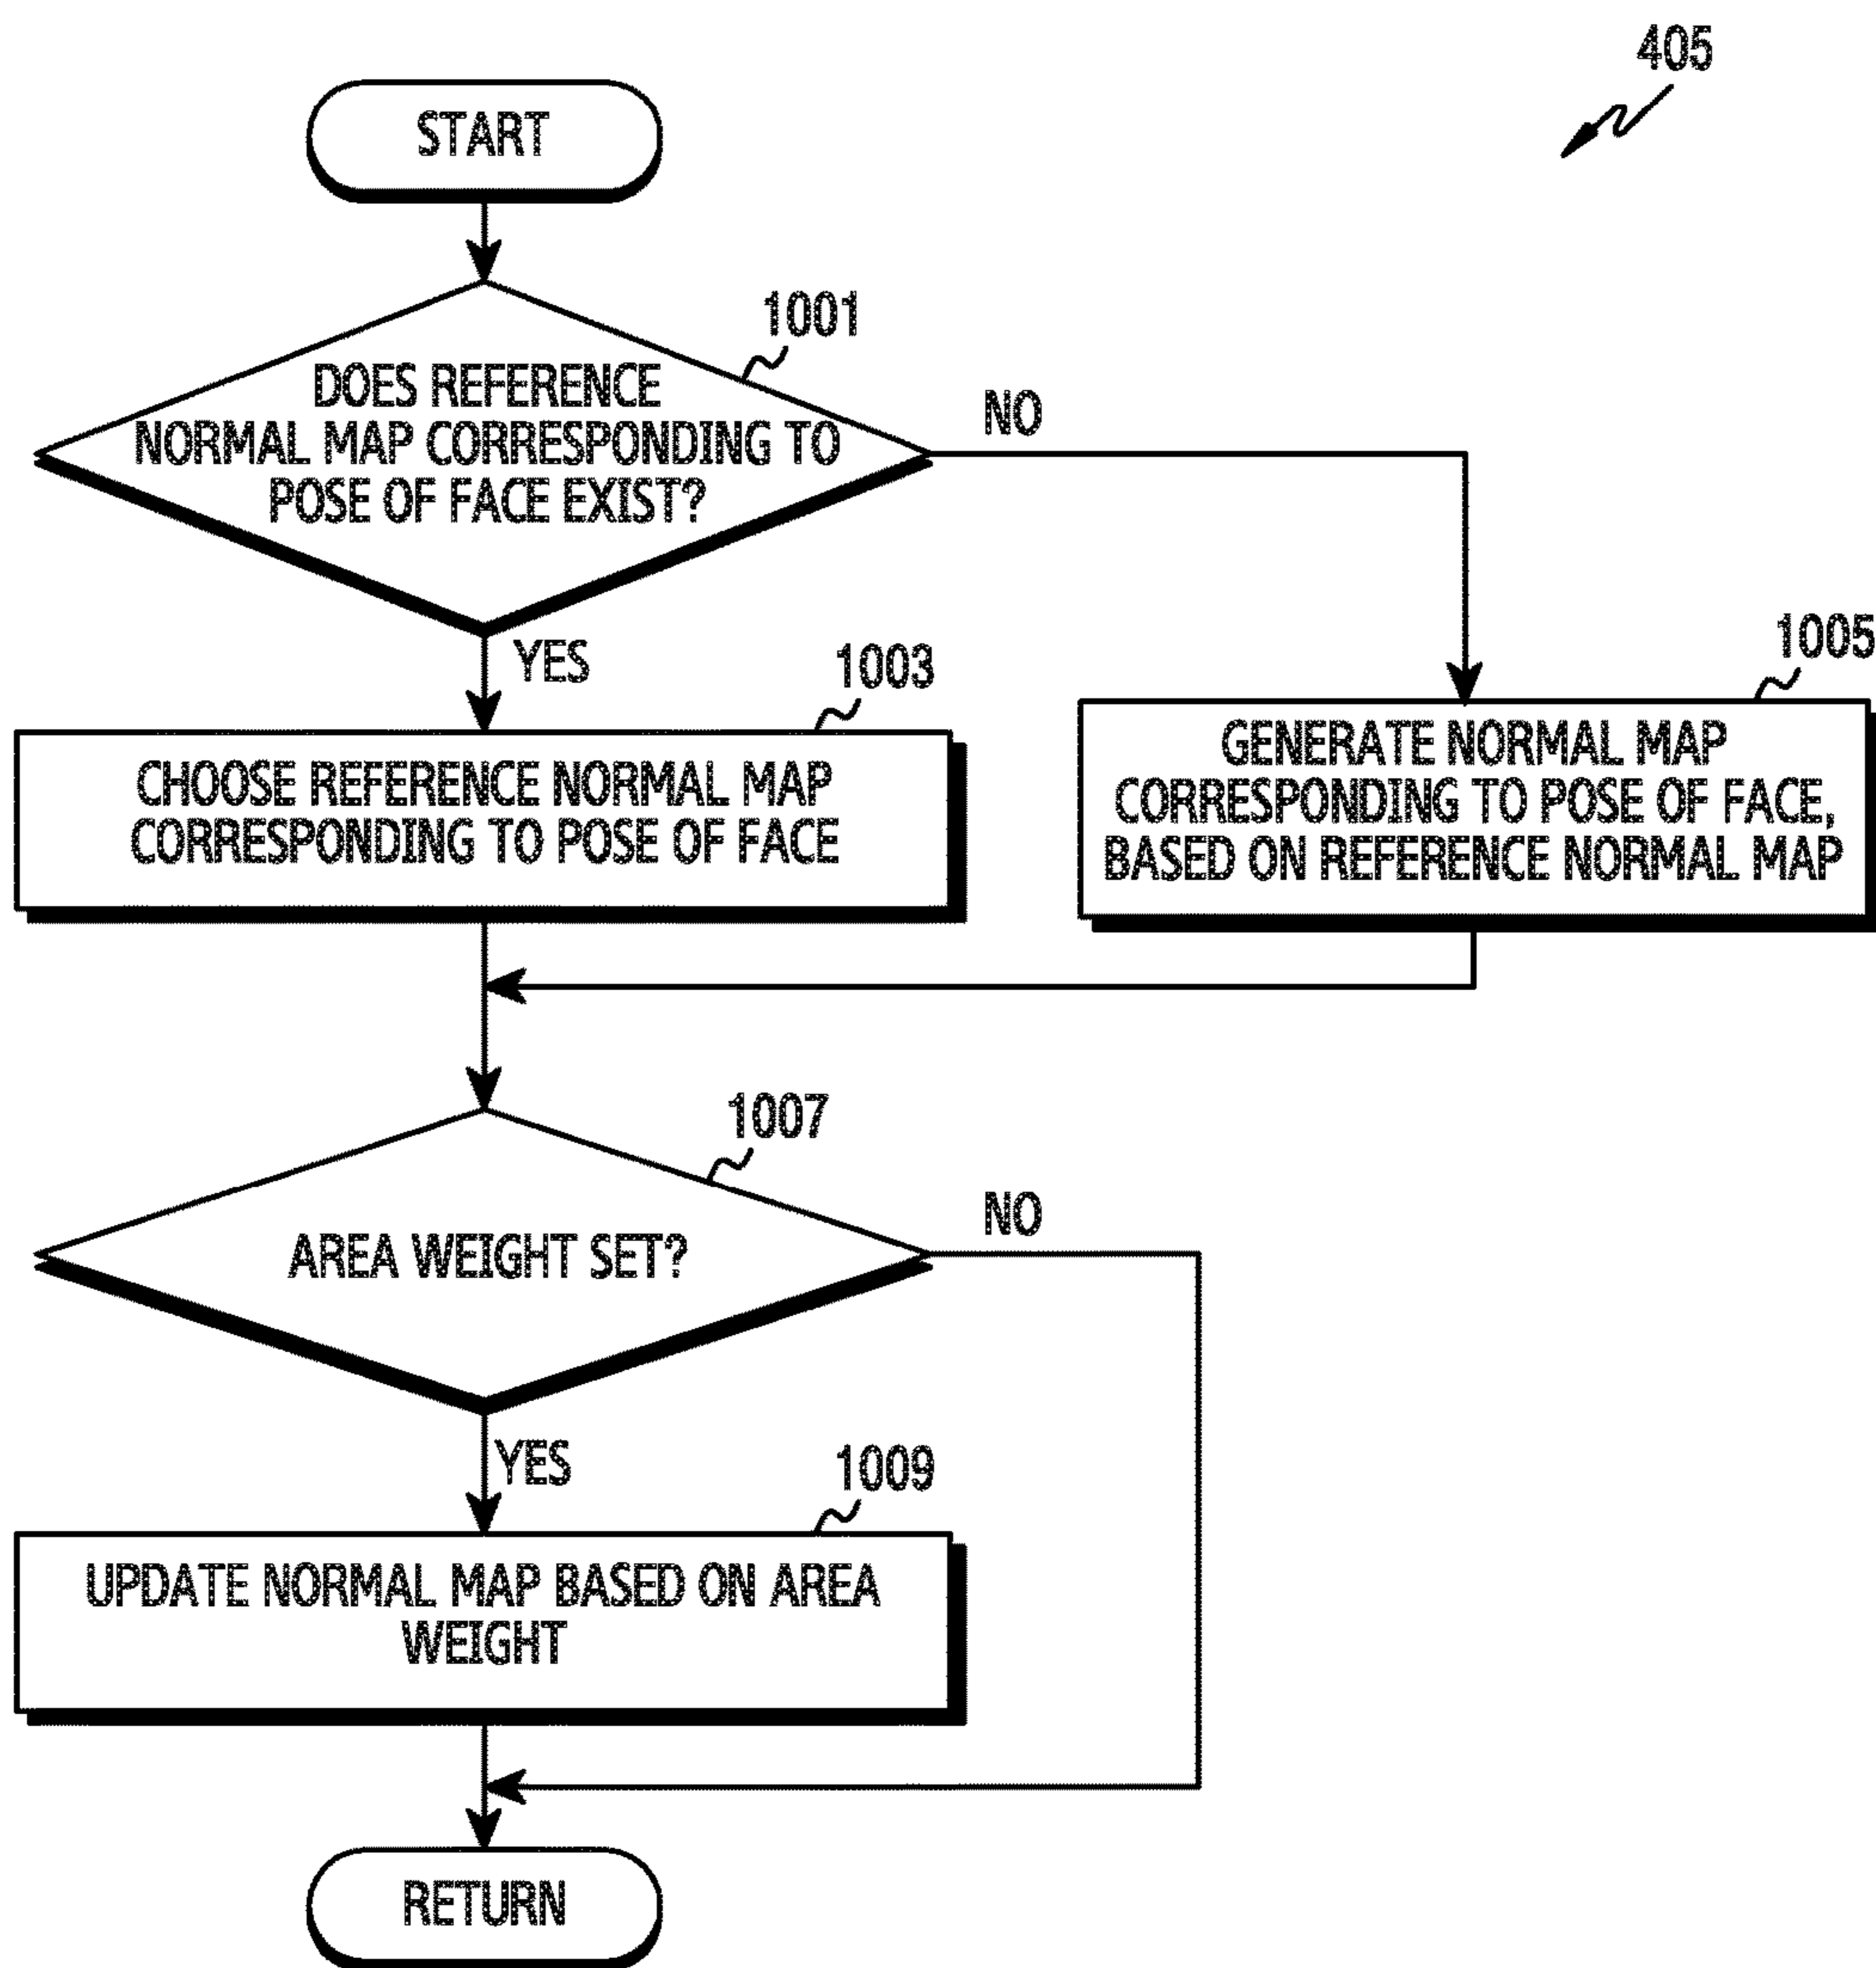 405
START
1001
DOES REFERENCE
NORMAL MAP CORRESPONDING TO
POSE OF FACE EXIST?
NO
YES
1003
CHOOSE REFERENCE NORMAL MAP
CORRESPONDING TO POSE OF FACE
1005
GENERATE NORMAL MAP
CORRESPONDING TO POSE OF FACE,
BASED ON REFERENCE NORMAL MAP
1007
AREA WEIGHT SET?
NO
YES
1009
UPDATE NORMAL MAP BASED ON AREA
WEIGHT
RETURN